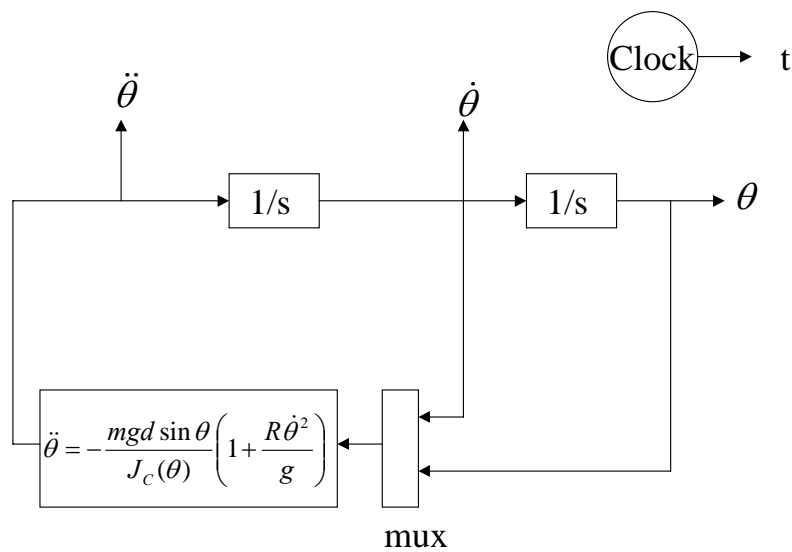 Clock t
θ̈ θ̇
1/s 1/s θ
θ̈ = −(mgd sin θ / J_C(θ)) (1 + Rθ̇² / g)
mux